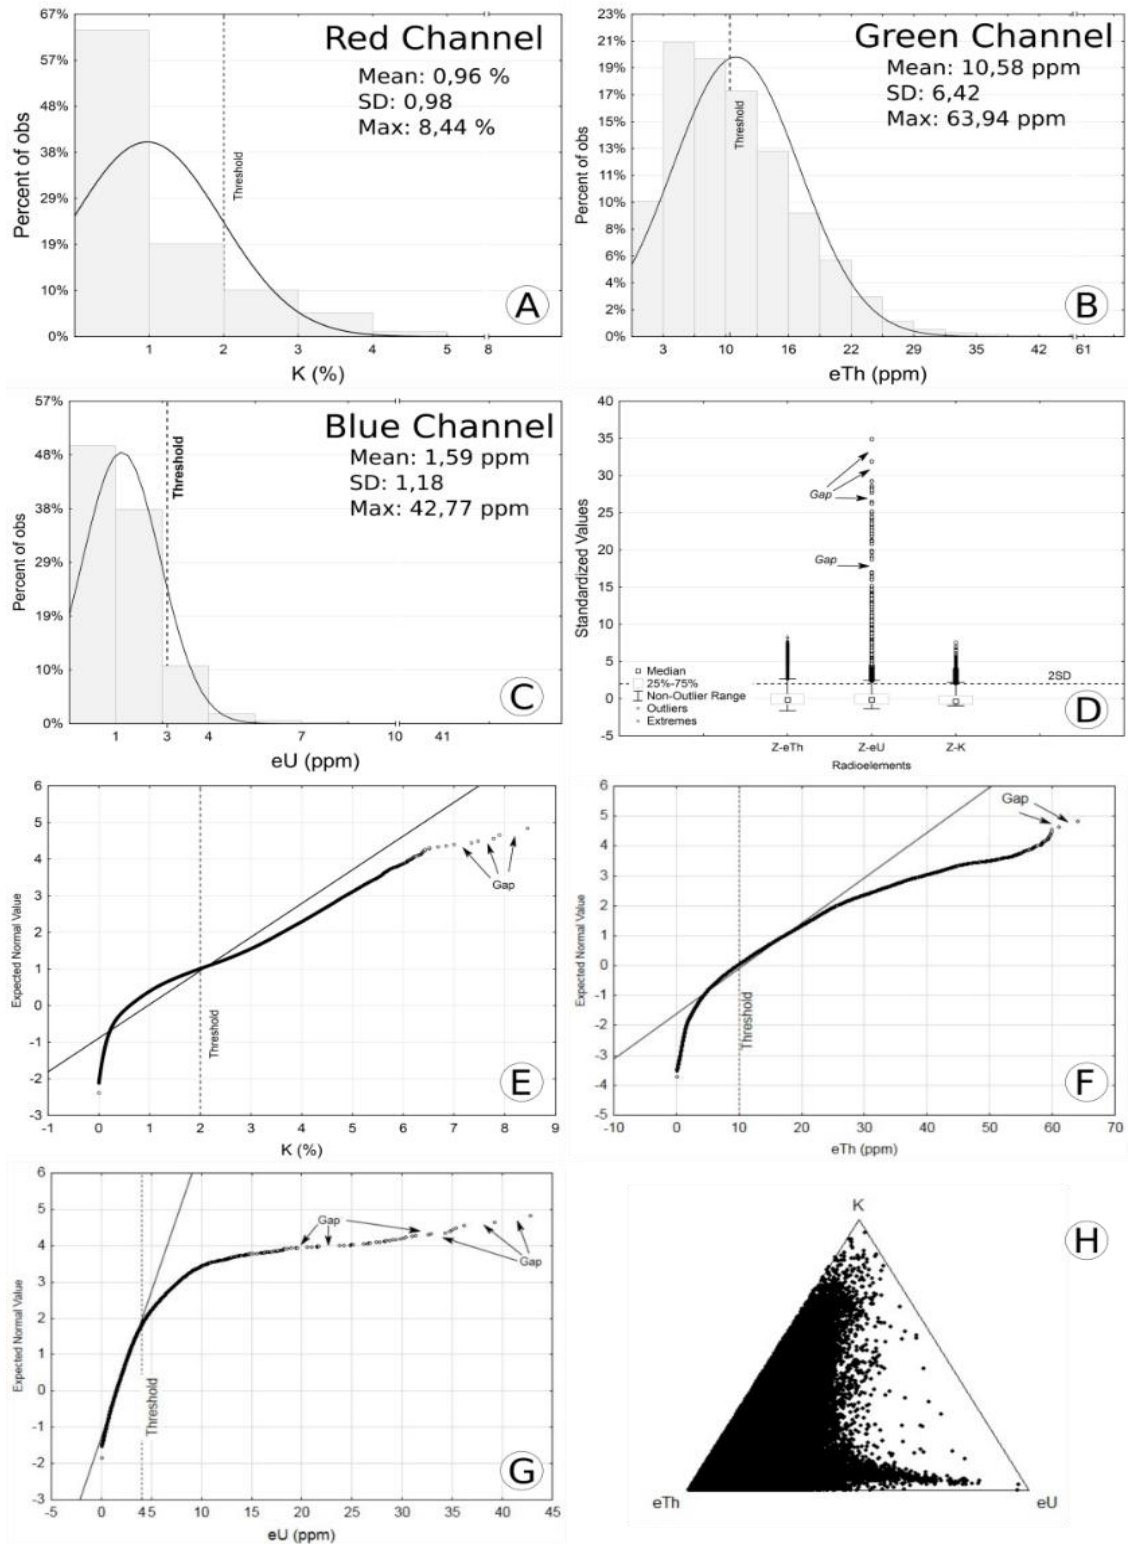 67%
57%
48%
38%
29%
19%
10%
0%
Percent of obs
Red Channel
Mean: 0,96 %
SD: 0,98
Max: 8,44 %
Threshold
A
1 2 3 4 5 8
K (%)
23%
21%
19%
17%
15%
13%
11%
10%
8%
6%
4%
2%
0%
Percent of obs
Green Channel
Mean: 10,58 ppm
SD: 6,42
Max: 63,94 ppm
Threshold
B
3 10 16 22 29 35 42 61
eTh (ppm)
57%
48%
38%
29%
19%
10%
0%
Percent of obs
Blue Channel
Mean: 1,59 ppm
SD: 1,18
Max: 42,77 ppm
Threshold
C
1 3 4 7 10 41
eU (ppm)
40
35
30
25
20
15
10
5
0
-5
Standardized Values
Gap
Gap
2SD
Median
25%-75%
Non-Outlier Range
Outliers
Extremes
D
Z-eTh Z-eU Z-K
Radioelements
6
5
4
3
2
1
0
-1
-2
-3
Expected Normal Value
Gap
Threshold
E
-1 0 1 2 3 4 5 6 7 8 9
K (%)
6
5
4
3
2
1
0
-1
-2
-3
-4
-5
Expected Normal Value
Gap
Threshold
F
-10 0 10 20 30 40 50 60 70
eTh (ppm)
6
5
4
3
2
1
0
-1
-2
-3
Expected Normal Value
Gap
Gap
Threshold
G
-5 0 4 5 10 15 20 25 30 35 40 45
eU (ppm)
K
H
eTh
eU